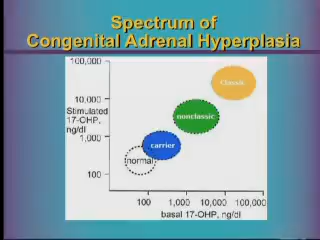 Spectrum of
Congenital Adrenal Hyperplasia
100,000
Classic
10,000
Stimulated
17-OHP,
ng/dl
nonclassic
1,000
carrier
normal
100
100 1,000 10,000 100,000
basal 17-OHP, ng/dl